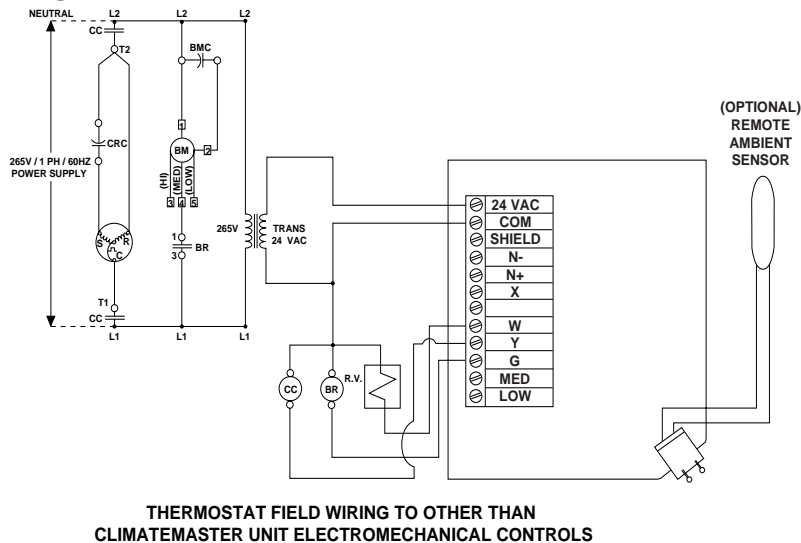 NEUTRAL
L2
L2
L2
CC
T2
BMC
CRC
1
BM
2
(HI)
(MED)
(LOW)
3
4
5
265V / 1 PH / 60HZ
POWER SUPPLY
S
R
C
1
BR
3
265V
TRANS
24 VAC
T1
CC
L1
L1
L1
CC
BR
R.V.
24 VAC
COM
SHIELD
N-
N+
X
W
Y
G
MED
LOW
(OPTIONAL)
REMOTE
AMBIENT
SENSOR
THERMOSTAT FIELD WIRING TO OTHER THAN
CLIMATEMASTER UNIT ELECTROMECHANICAL CONTROLS